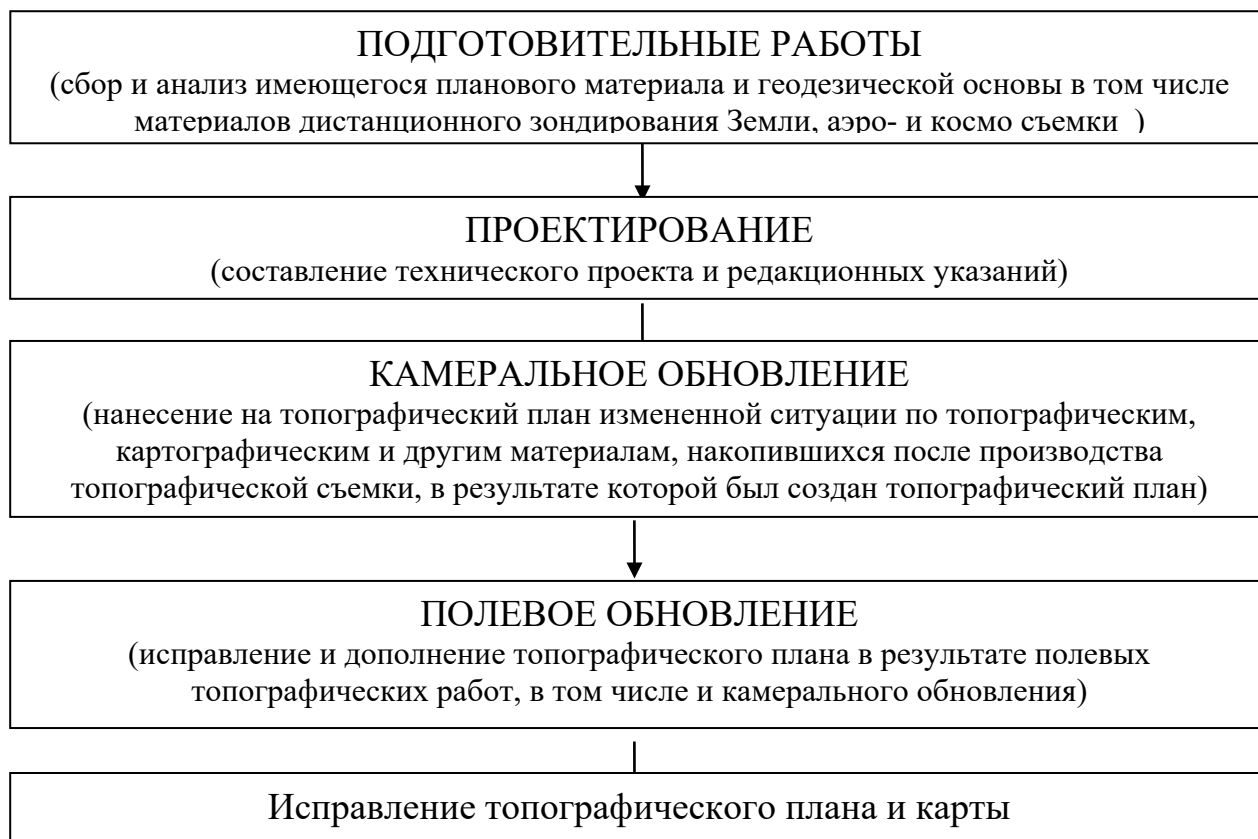 ПОДГОТОВИТЕЛЬНЫЕ РАБОТЫ
(сбор и анализ имеющегося планового материала и геодезической основы в том числе
материалов дистанционного зондирования Земли, аэро- и космо съемки )
ПРОЕКТИРОВАНИЕ
(составление технического проекта и редакционных указаний)
КАМЕРАЛЬНОЕ ОБНОВЛЕНИЕ
(нанесение на топографический план измененной ситуации по топографическим,
картографическим и другим материалам, накопившихся после производства
топографической съемки, в результате которой был создан топографический план)
ПОЛЕВОЕ ОБНОВЛЕНИЕ
(исправление и дополнение топографического плана в результате полевых
топографических работ, в том числе и камерального обновления)
Исправление топографического плана и карты